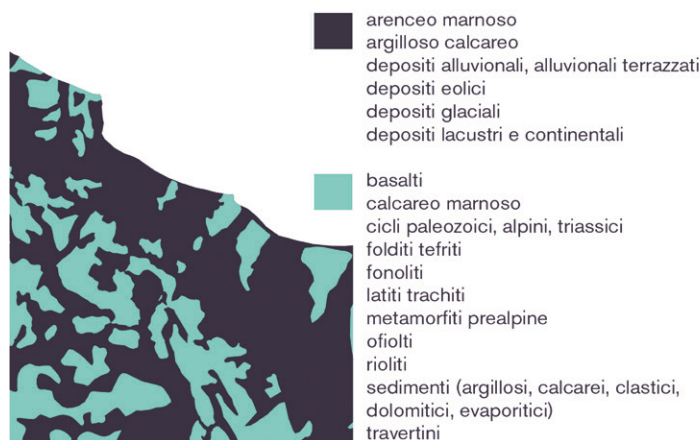 arenceo marnoso
argilloso calcareo
depositi alluvionali, alluvionali terrazzati
depositi eolici
depositi glaciali
depositi lacustri e continentali
basalti
calcareo marnoso
cicli paleozoici, alpini, triassici
folditi tefriti
fonoliti
latiti trachiti
metamorfiti prealpine
ofiolti
rioliti
sedimenti (argillosi, calcarei, clastici,
dolomitici, evaporitici)
travertini